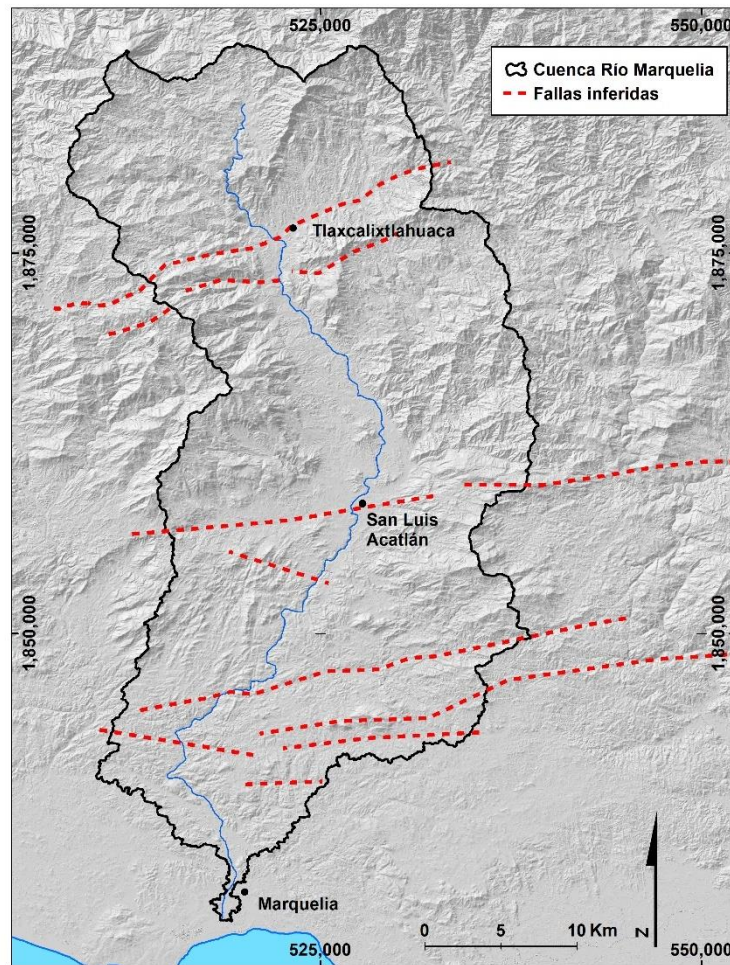 525,000
550,000
Cuenca Río Marquelia
Fallas inferidas
Tlaxcalixtlahuaca
1,875,000
1,875,000
San Luis
Acatlán
1,850,000
1,850,000
Marquelia
0 5 10 Km
N
525,000
550,000